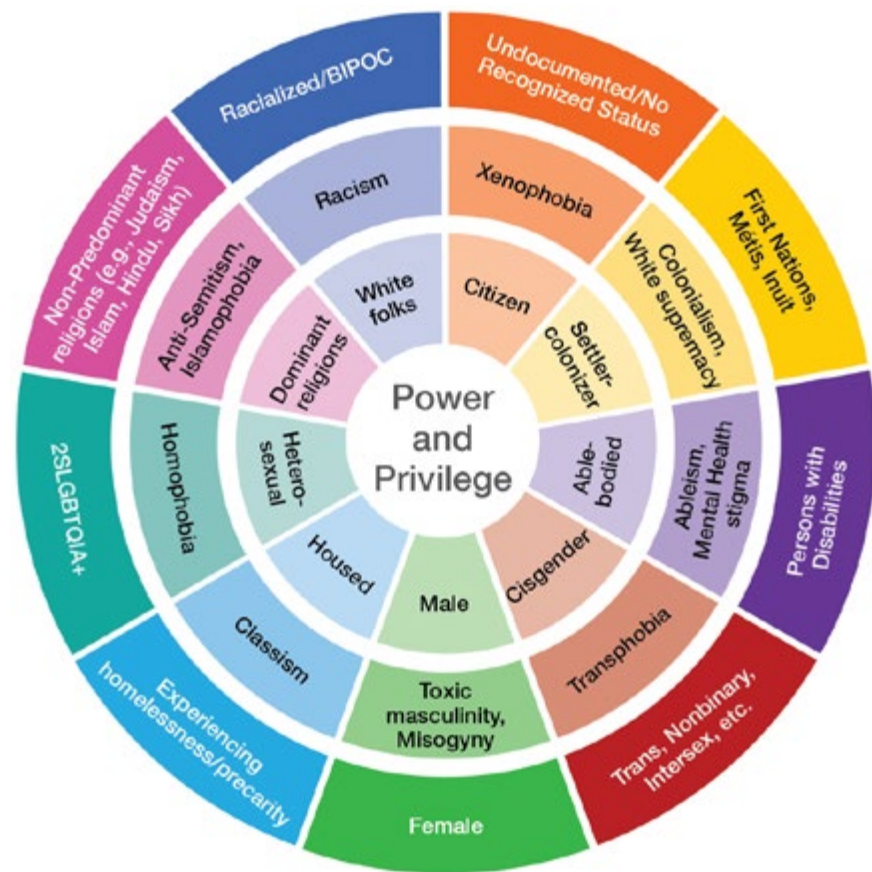 Power
and
Privilege
Citizen
Xenophobia
Undocumented/No
Recognized Status
Settler-
colonizer
Colonialism,
White supremacy
First Nations,
Métis, Inuit
Able-
bodied
Ableism,
Mental Health
stigma
Persons with
Disabilities
Cisgender
Transphobia
Trans, Nonbinary,
Intersex, etc.
Male
Toxic
masculinity,
Misogyny
Female
Housed
Classism
Experiencing
homelessness/precarity
Hetero-
sexual
Homophobia
2SLGBTQIA+
Dominant
religions
Anti-Semitism,
Islamophobia
Non-Predominant
religions (e.g., Judaism,
Islam, Hindu, Sikh)
White
folks
Racism
Racialized/BIPOC